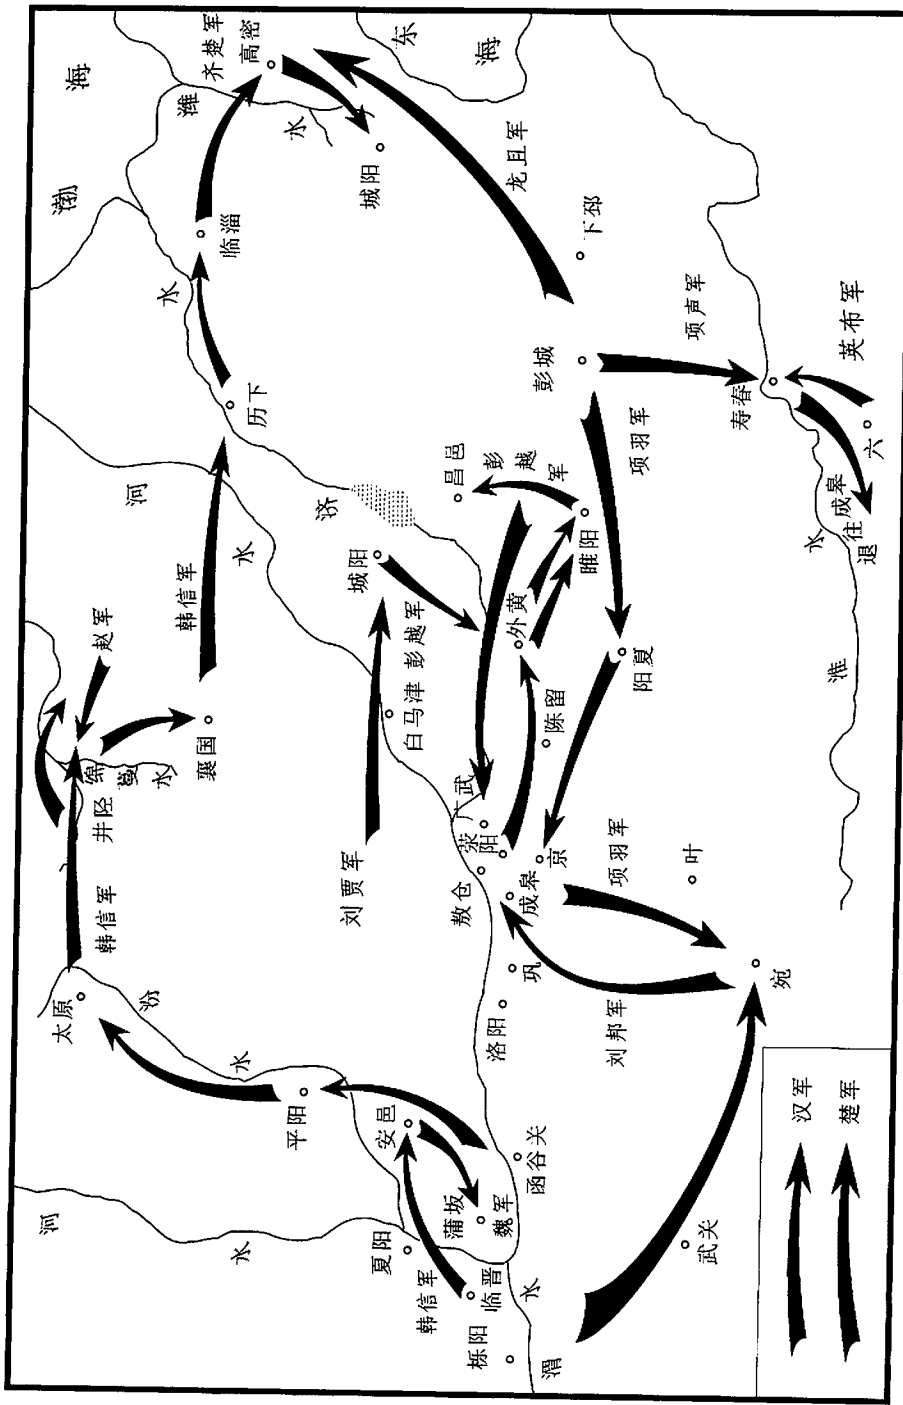 河
水
太原
汾
水
韩信军
井陉
绵
蔓
水
赵军
襄国
韩信军
河
水
渤
海
潍
水
齐楚军
高密
临淄
水
历下
济
城阳
东
海
平阳
安邑
夏阳
韩信军
蒲坂
魏军
临晋
栎阳
渭
水
函谷关
刘贾军
白马津
彭越军
城阳
昌邑
彭
越
军
敖仓
广武
荥
阳
成皋
京
巩
洛阳
陈留
外黄
睢阳
彭城
下邳
龙且军
刘邦军
项羽军
叶
宛
武关
阳夏
项羽军
项声军
寿春
英布军
六
退
往
成皋
淮
水
汉军
楚军